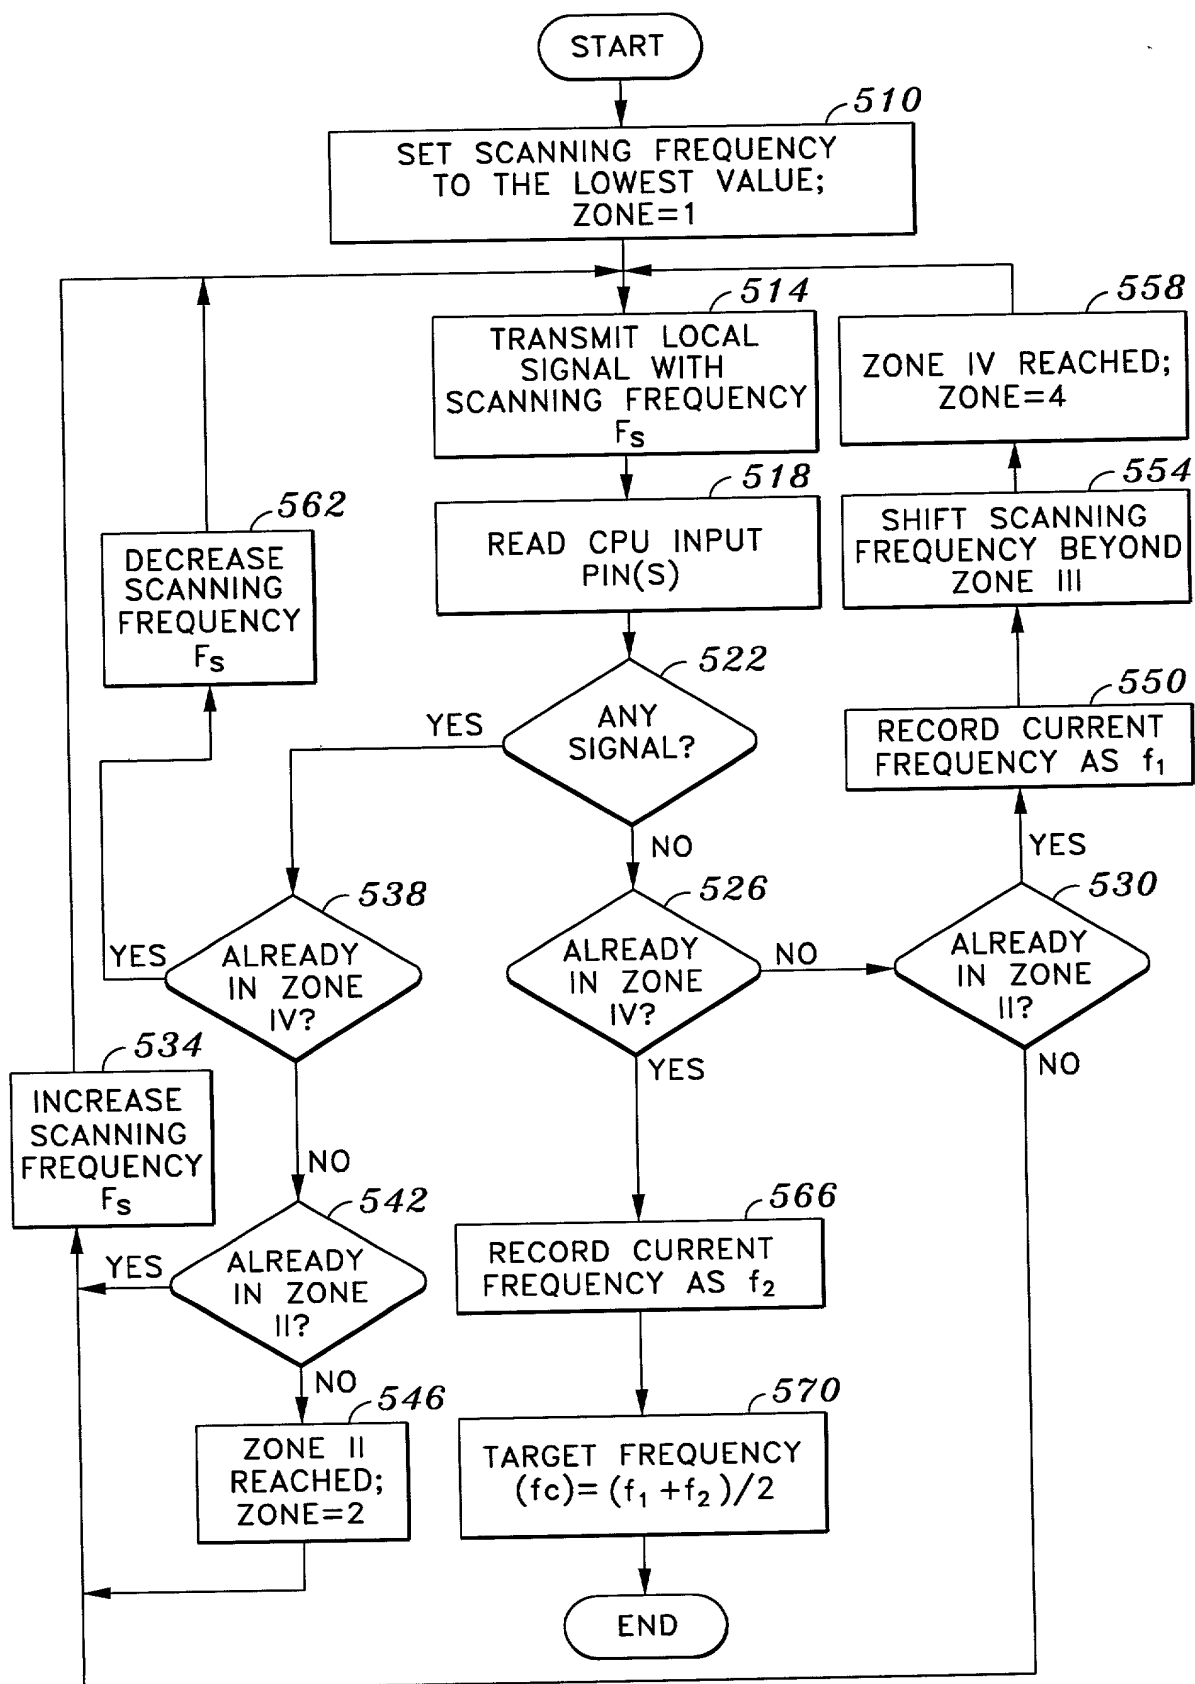 START
510
SET SCANNING FREQUENCY
TO THE LOWEST VALUE;
ZONE=1
514
TRANSMIT LOCAL
SIGNAL WITH
SCANNING FREQUENCY
Fs
558
ZONE IV REACHED;
ZONE=4
518
READ CPU INPUT
PIN(S)
554
SHIFT SCANNING
FREQUENCY BEYOND
ZONE III
562
DECREASE
SCANNING
FREQUENCY
Fs
522
ANY
SIGNAL?
YES
NO
550
RECORD CURRENT
FREQUENCY AS f1
YES
538
ALREADY
IN ZONE
IV?
YES
NO
526
ALREADY
IN ZONE
IV?
NO
YES
530
ALREADY
IN ZONE
II?
NO
534
INCREASE
SCANNING
FREQUENCY
Fs
542
ALREADY
IN ZONE
II?
YES
NO
566
RECORD CURRENT
FREQUENCY AS f2
546
ZONE II
REACHED;
ZONE=2
570
TARGET FREQUENCY
(fc)=(f1+f2)/2
END